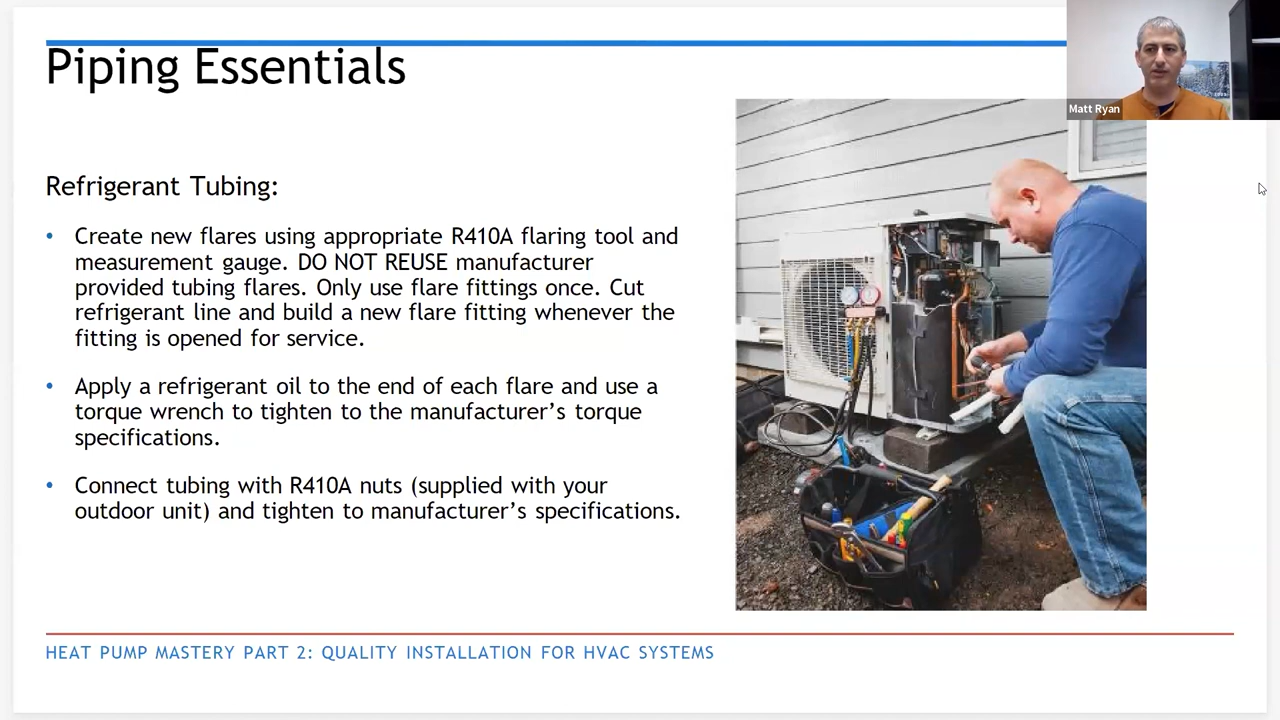 Piping Essentials
Matt Ryan
Refrigerant Tubing:
• Create new flares using appropriate R410A flaring tool and
measurement gauge. DO NOT REUSE manufacturer
provided tubing flares. Only use flare fittings once. Cut
refrigerant line and build a new flare fitting whenever the
fitting is opened for service.
• Apply a refrigerant oil to the end of each flare and use a
torque wrench to tighten to the manufacturer’s torque
specifications.
• Connect tubing with R410A nuts (supplied with your
outdoor unit) and tighten to manufacturer’s specifications.
HEAT PUMP MASTERY PART 2: QUALITY INSTALLATION FOR HVAC SYSTEMS